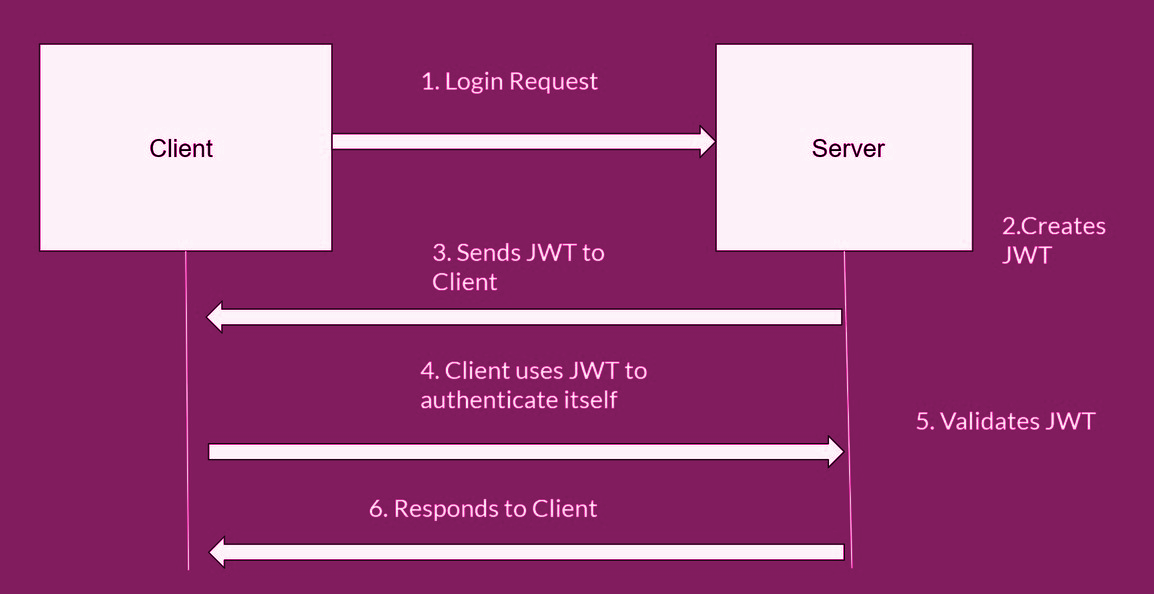 Client
1. Login Request
Server
2.Creates
JWT
3. Sends JWT to
Client
4. Client uses JWT to
authenticate itself
5. Validates JWT
6. Responds to Client